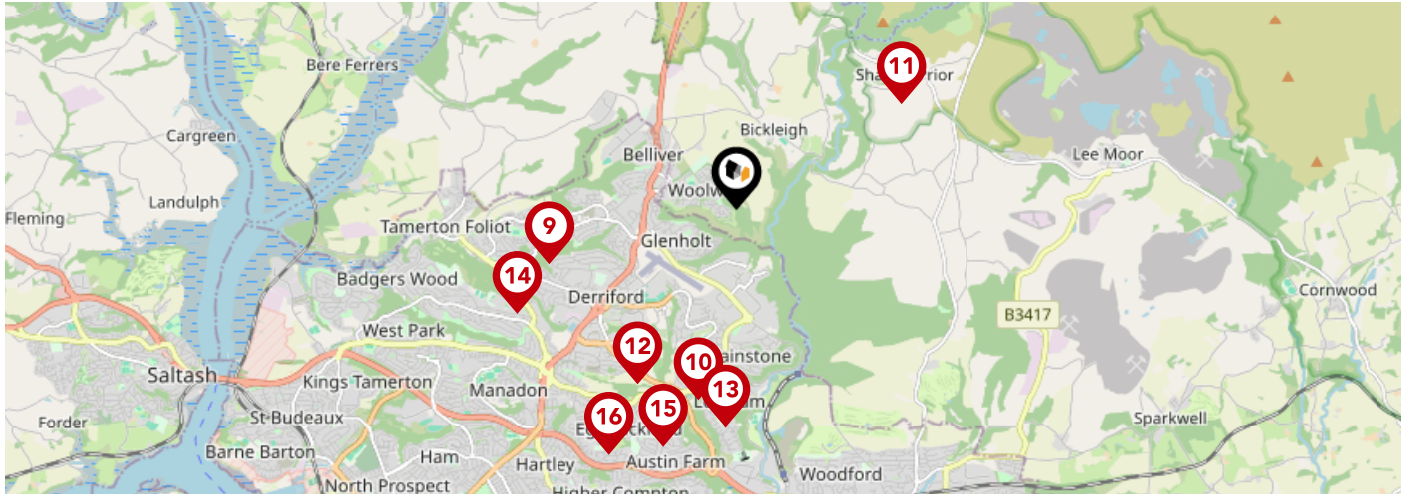 11
Bere Ferrers
Bickleigh
Cargreen
Belliver
Lee Moor
Landulph
Fleming
9
Tamerton Foliot
Glenholt
14
Badgers Wood
Derriford
Cornwood
B3417
West Park
12
10
Saltash
Kings Tamerton
Manadon
13
St Budeaux
16
15
Sparkwell
Forder
Barne Barton
Ham
Hartley
Austin Farm
Woodford
North Prospect
Higher Compton